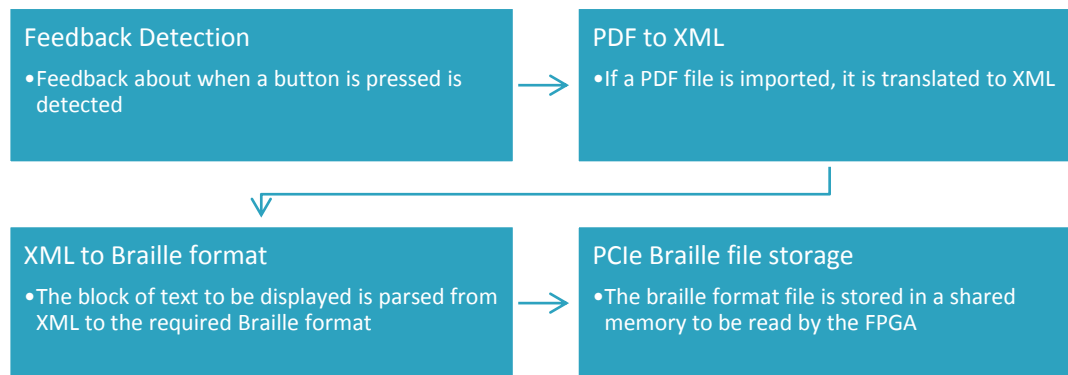 Feedback Detection
•Feedback about when a button is pressed is
detected
PDF to XML
•If a PDF file is imported, it is translated to XML
XML to Braille format
•The block of text to be displayed is parsed from
XML to the required Braille format
PCIe Braille file storage
•The braille format file is stored in a shared
memory to be read by the FPGA